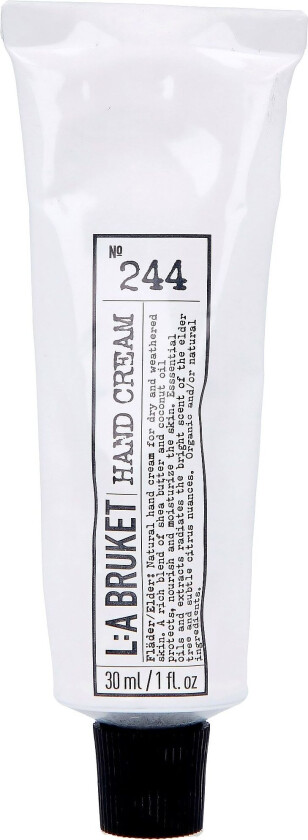 Nº
244
L:A BRUKET | HAND CREAM
Fläder/Elder: Natural hand cream for dry and weathered
skin. A rich blend of shea butter and coconut oil
protects, nourish and moisturize the skin. Esssential
oils and extracts radiates the bright scent of the elder
tree and subtle citrus nuances. Organic and/or natural
ingredients.
30 ml / 1 fl. oz